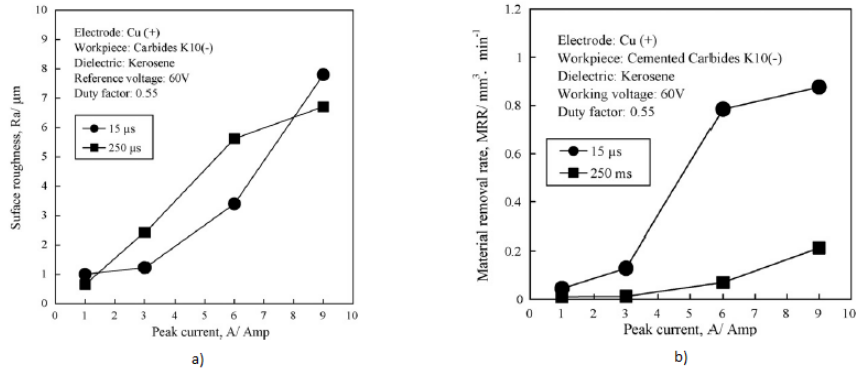 Electrode: Cu (+)
Workpiece: Carbides K10(-)
Dielectric: Kerosene
Reference voltage: 60V
Duty factor: 0.55
15 μs
250 μs
Suface roughness, Ra/ μm
9
8
7
6
5
4
3
2
1
0
0 1 2 3 4 5 6 7 8 9 10
Peak current, A/ Amp
a)
Electrode: Cu (+)
Workpiece: Cemented Carbides K10(-)
Dielectric: Kerosene
Working voltage: 60V
Duty factor: 0.55
15 μs
250 ms
Material removal rate, MRR/ mm³. min⁻¹
1.2
1
0.8
0.6
0.4
0.2
0
0 1 2 3 4 5 6 7 8 9 10
Peak current, A/ Amp
b)